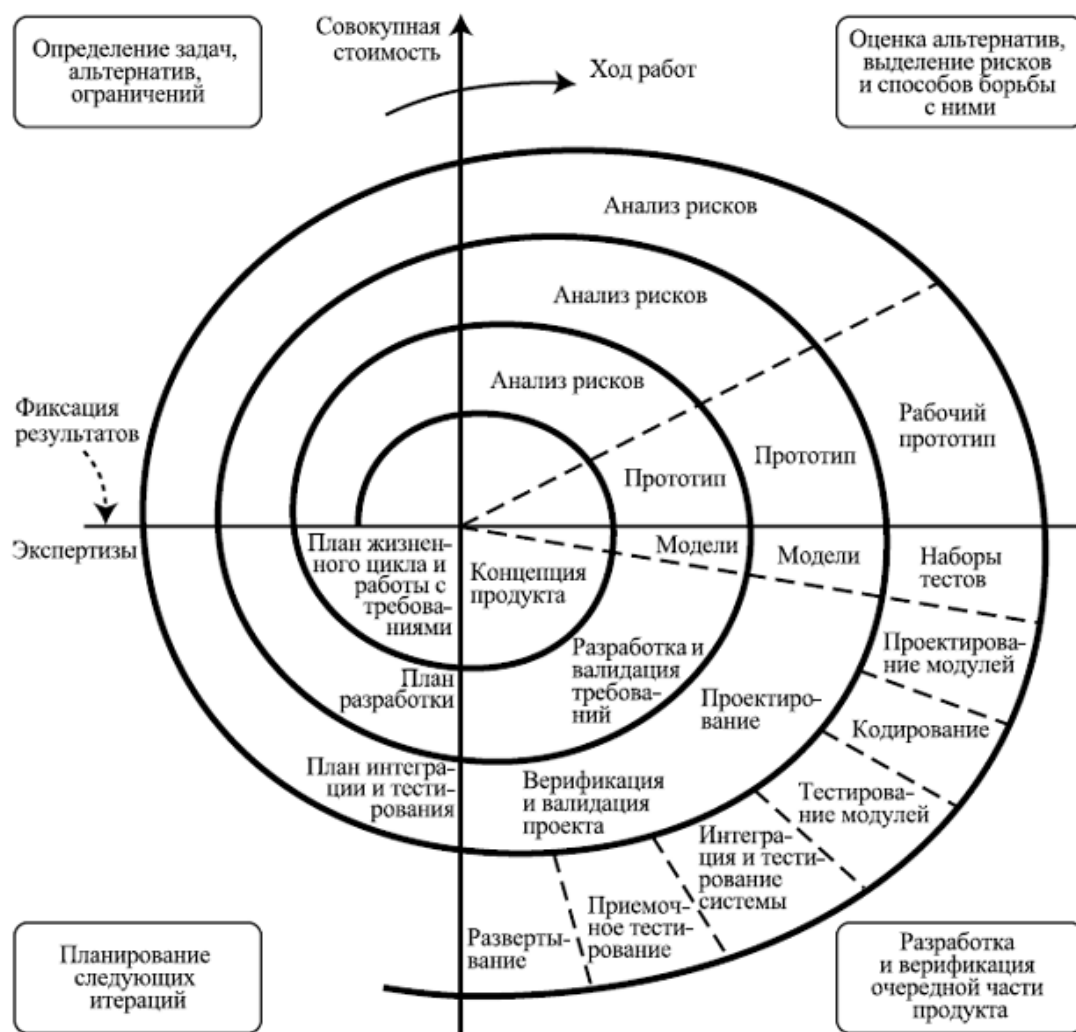 Определение задач,
альтернатив,
ограничений
Совокупная
стоимость
Ход работ
Оценка альтернатив,
выделение рисков
и способов борьбы
с ними
Анализ рисков
Анализ рисков
Анализ рисков
Фиксация
результатов
Экспертизы
Рабочий
прототип
Прототип
Прототип
План жизнен-
ного цикла и
работы с
требова-
ниями
Концепция
продукта
Модели
Модели
Наборы
тестов
План
разработки
Разработка и
валидация
требова-
ний
Проектиро-
вание
Проектирова-
ние модулей
Кодирование
План интегра-
ции и тести-
рования
Верификация
и валидация
проекта
Тестирова-
ние модулей
Интегра-
ция и тести-
рование
системы
Приемоч-
ное тести-
рование
Разверты-
вание
Планирование
следующих
итераций
Разработка
и верификация
очередной части
продукта